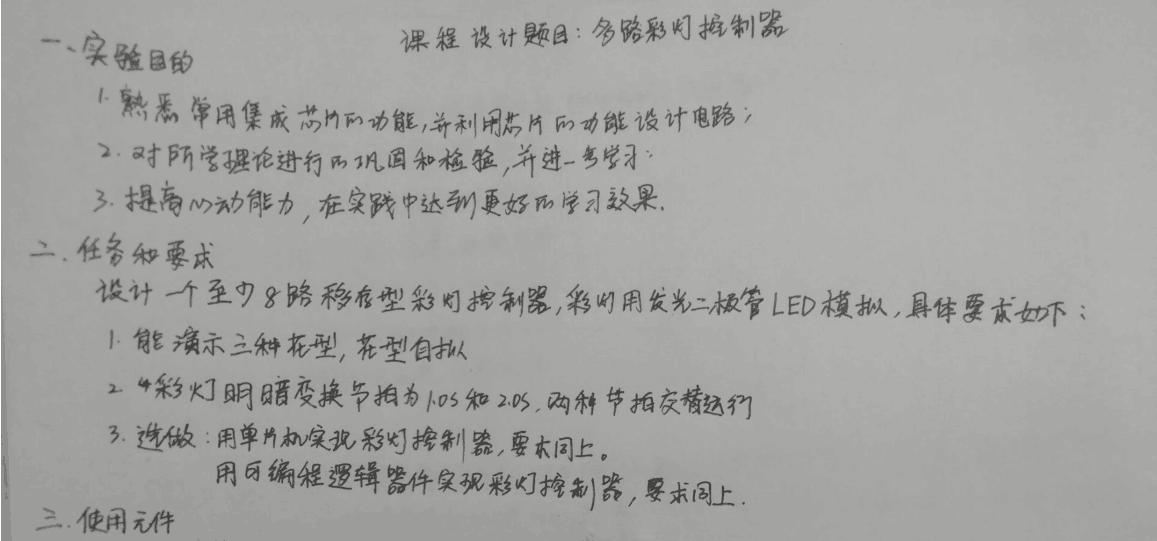 课程设计题目：多路彩灯控制器
一、实验目的
1. 熟悉常用集成芯片的功能，并利用芯片的功能设计电路；
2. 对所学理论进行的巩固和检验，并进一步学习；
3. 提高心动能力，在实践中达到更好的学习效果.
二. 任务和要求
设计一个至少8路移存型彩灯控制器，彩灯用发光二极管LED模拟，具体要求如下：
1. 能演示三种花型，花型自拟
2. 彩灯明暗变换节拍为1.0s和2.0s，两种节拍交替运行
3. 选做：用单片机实现彩灯控制器，要求同上。
用可编程逻辑器件实现彩灯控制器，要求同上.
三. 使用元件